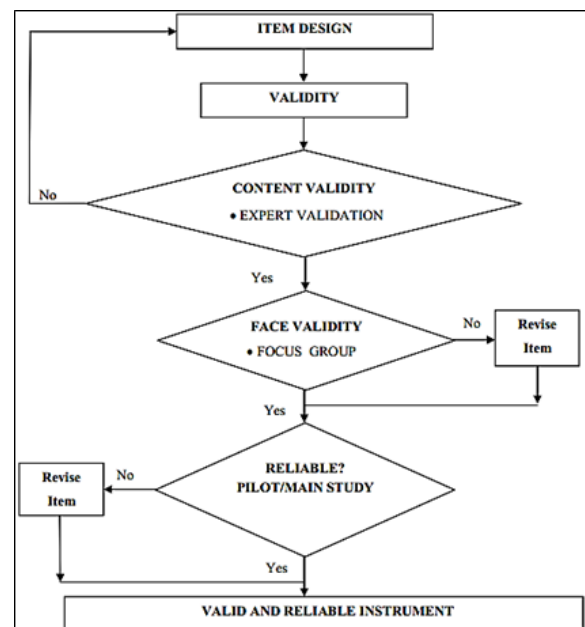 ITEM DESIGN
VALIDITY
CONTENT VALIDITY
• EXPERT VALIDATION
No
Yes
FACE VALIDITY
• FOCUS GROUP
No
Revise
Item
Yes
RELIABLE?
PILOT/MAIN STUDY
No
Revise
Item
Yes
VALID AND RELIABLE INSTRUMENT